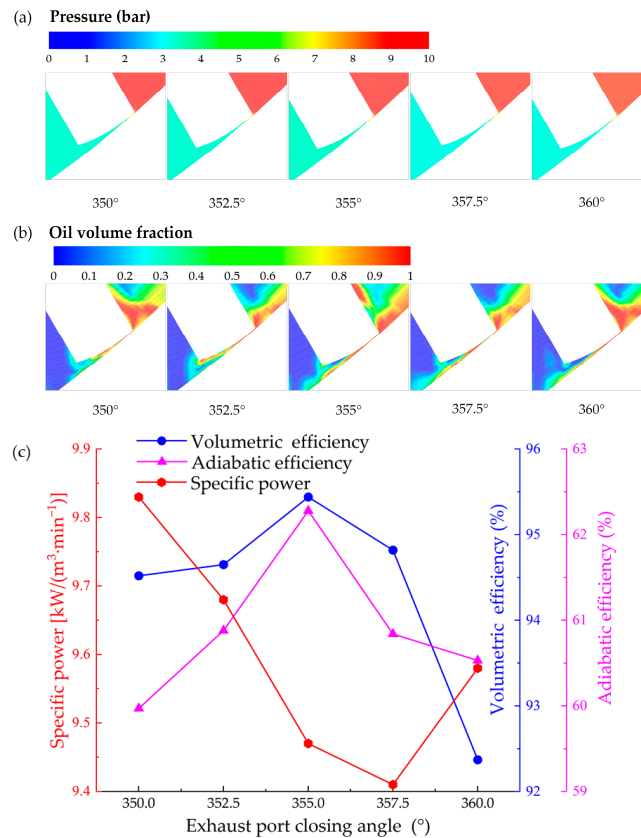 (a) Pressure (bar)
0 1 2 3 4 5 6 7 8 9 10
350° 352.5° 355° 357.5° 360°
(b) Oil volume fraction
0 0.1 0.2 0.3 0.4 0.5 0.6 0.7 0.8 0.9 1
350° 352.5° 355° 357.5° 360°
(c)
Volumetric efficiency
Adiabatic efficiency
Specific power
Specific power [kW/(m³·min⁻¹)]
9.9
9.8
9.7
9.6
9.5
9.4
96
95
94
93
92
Volumetric efficiency (%)
63
62
61
60
59
Adiabatic efficiency (%)
350.0 352.5 355.0 357.5 360.0
Exhaust port closing angle (°)